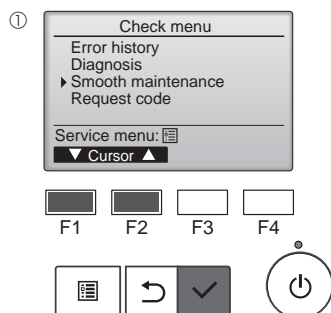 ①
Check menu
Error history
Diagnosis
Smooth maintenance
Request code
Service menu:
▼ Cursor ▲
F1 F2 F3 F4